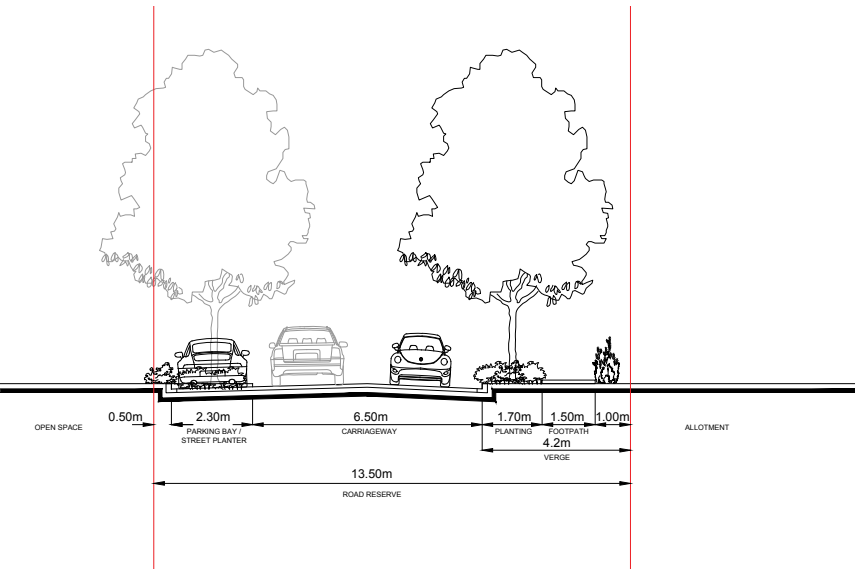 0.50m
2.30m
6.50m
1.70m
1.50m
1.00m
OPEN SPACE
PARKING BAY /
STREET PLANTER
CARRIAGEWAY
PLANTING
FOOTPATH
ALLOTMENT
4.2m
VERGE
13.50m
ROAD RESERVE